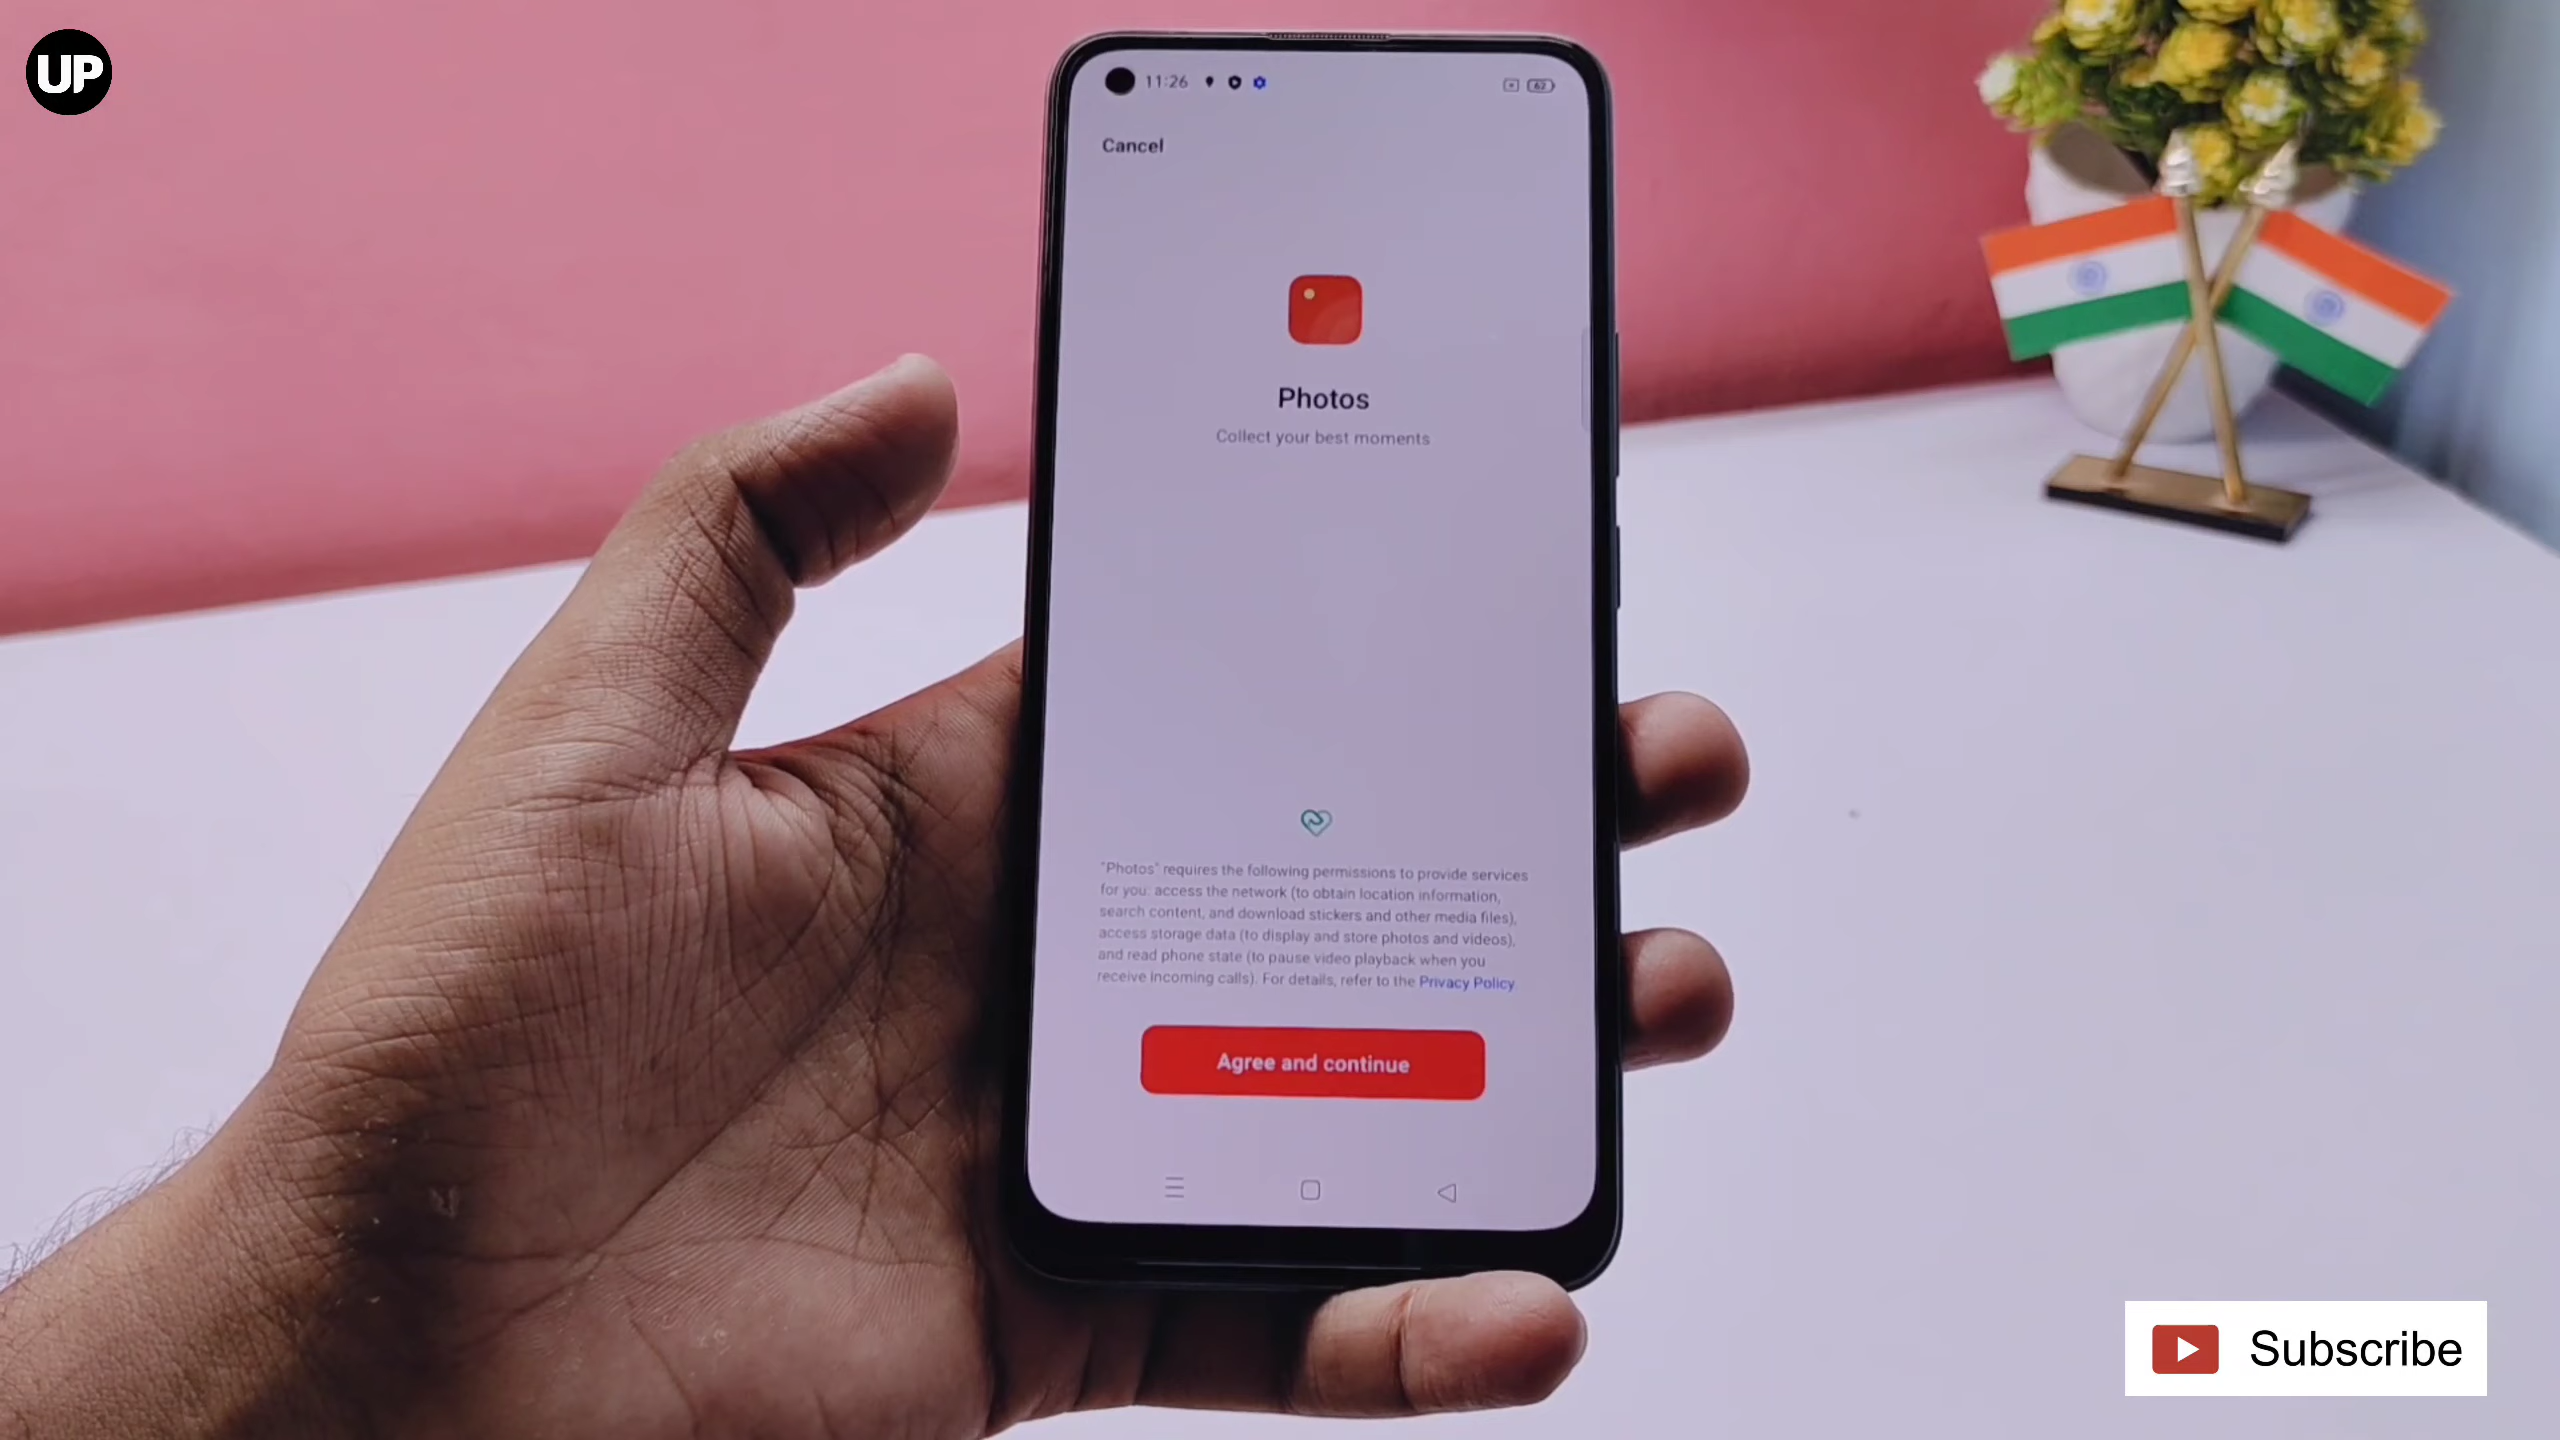 UP
11:26
62
Cancel
Photos
Collect your best moments
"Photos" requires the following permissions to provide services
for you: access the network (to obtain location information,
search content, and download stickers and other media files),
access storage data (to display and store photos and videos),
and read phone state (to pause video playback when you
receive incoming calls). For details, refer to the Privacy Policy
Agree and continue
Subscribe